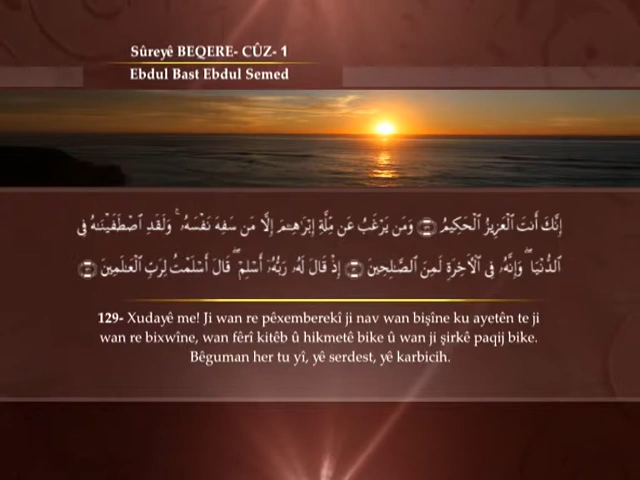 Sûreyê BEQERE- CÛZ- 1
Ebdul Bast Ebdul Semed
إِنَّكَ أَنتَ ٱلْعَزِيزُ ٱلْحَكِيمُ وَمَن يَرْغَبُ عَن مِّلَّةِ إِبْرَٰهِـۧمَ إِلَّا مَن سَفِهَ نَفْسَهُۥ ۚ وَلَقَدِ ٱصْطَفَيْنَـٰهُ فِى
ٱلدُّنْيَا ۖ وَإِنَّهُۥ فِى ٱلْـَٔاخِرَةِ لَمِنَ ٱلصَّـٰلِحِينَ إِذْ قَالَ لَهُۥ رَبُّهُۥٓ أَسْلِمْ ۖ قَالَ أَسْلَمْتُ لِرَبِّ ٱلْعَـٰلَمِينَ
129- Xudayê me! Ji wan re pêxemberekî ji nav wan bişîne ku ayetên te ji
wan re bixwîne, wan fêrî kitêb û hikmetê bike û wan ji şirkê paqij bike.
Bêguman her tu yî, yê serdest, yê karbicih.